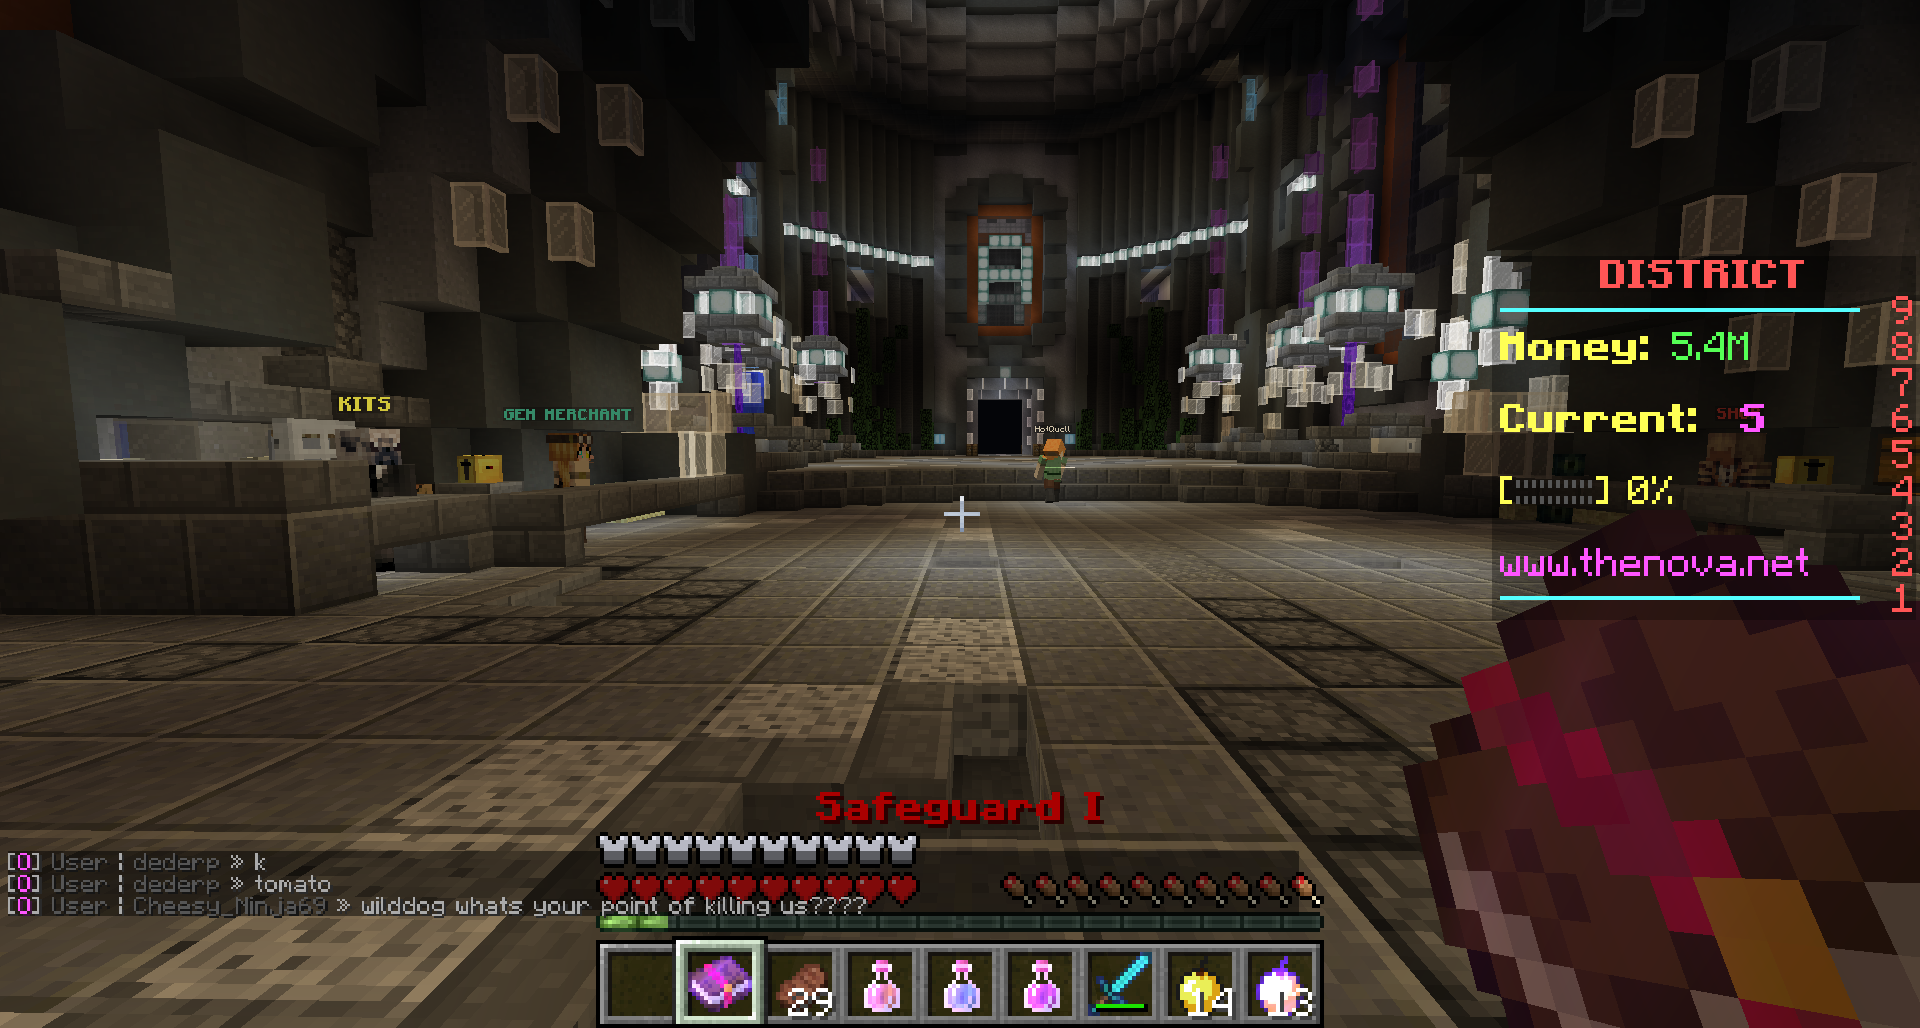 DISTRICT
9
Money: 5.4M
8
7
Current: 5
6
5
[||||||||||] 0%
4
3
www.thenova.net
2
1
KITS
GEM MERCHANT
HotQuell
Safeguard I
[O] User | dederp » k
[O] User | dederp » tomato
[O] User | Cheesy_Ninja69 » wilddog whats your point of killing us????
29
14
13